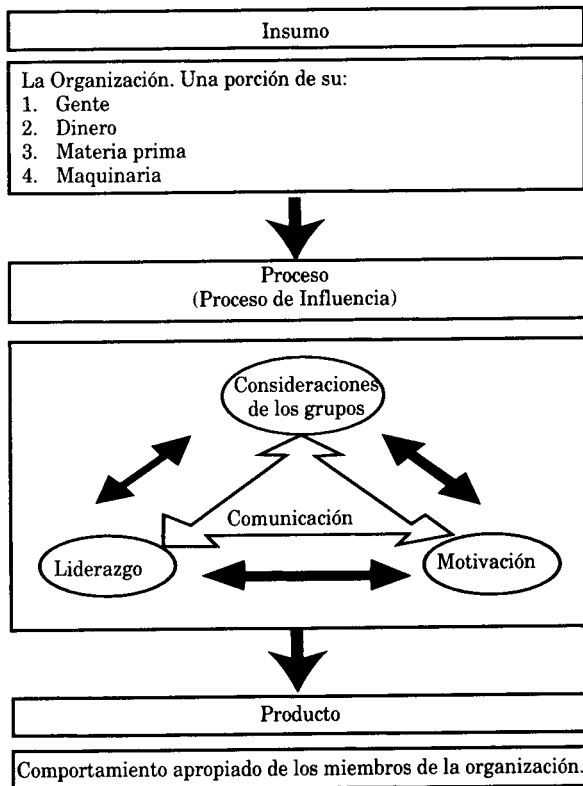 Insumo
La Organización. Una porción de su:
1. Gente
2. Dinero
3. Materia prima
4. Maquinaria
Proceso
(Proceso de Influencia)
Consideraciones
de los grupos
Comunicación
Liderazgo
Motivación
Producto
Comportamiento apropiado de los miembros de la organización.